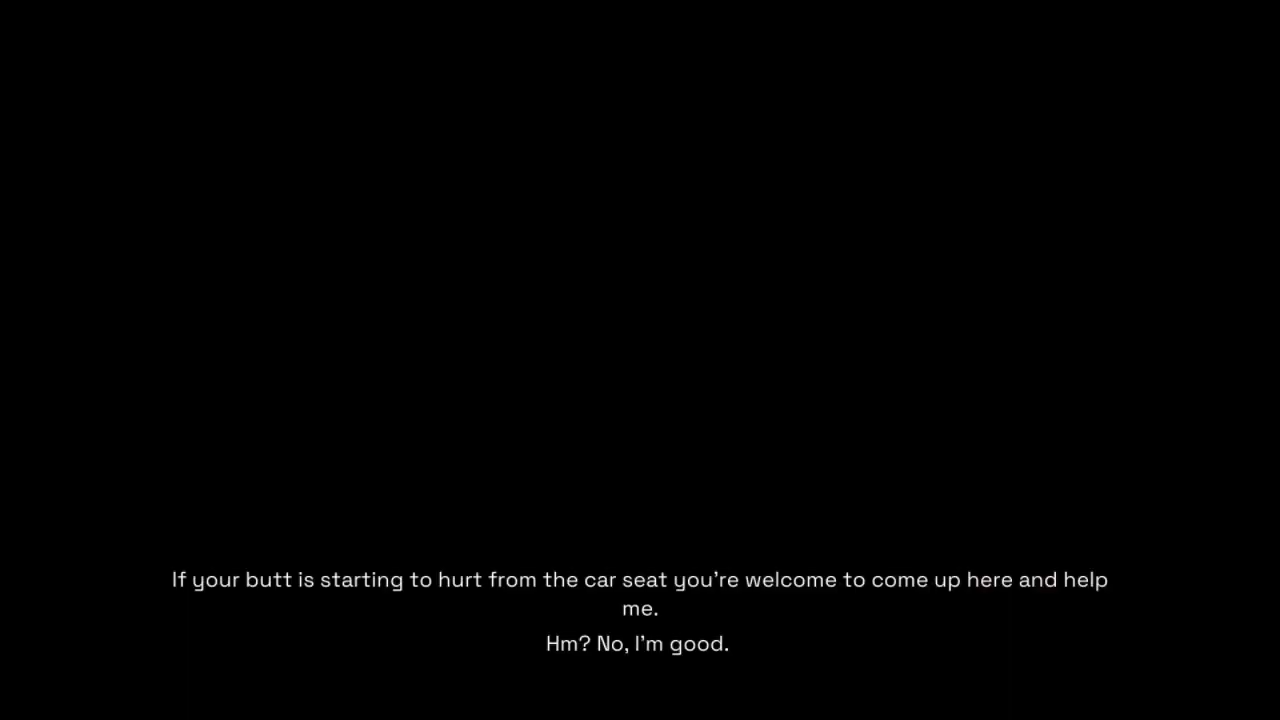 If your butt is starting to hurt from the car seat you're welcome to come up here and help
me.
Hm? No, I'm good.